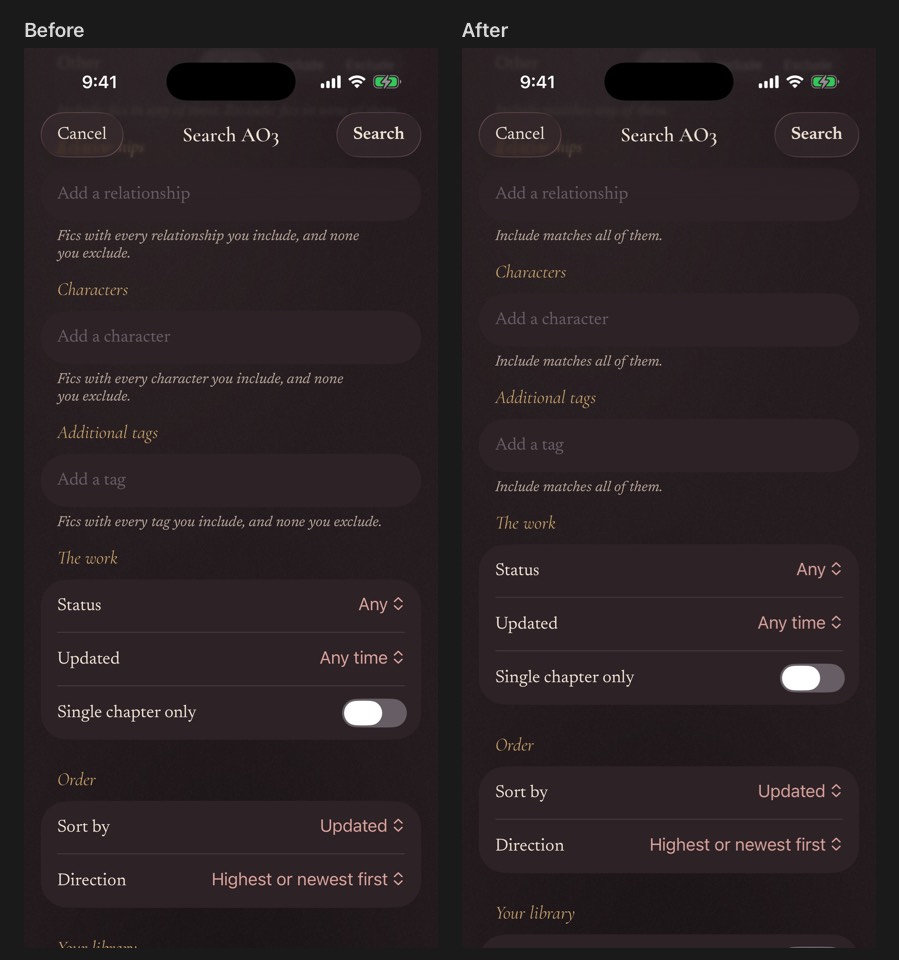 Before
9:41
Other
Cancel
Search AO3
Search
Add a relationship
Fics with every relationship you include, and none
you exclude.
Characters
Add a character
Fics with every character you include, and none
you exclude.
Additional tags
Add a tag
Fics with every tag you include, and none you exclude.
The work
Status
Any
Updated
Any time
Single chapter only
Order
Sort by
Updated
Direction
Highest or newest first
Your library
After
9:41
Cancel
Search AO3
Search
Add a relationship
Include matches all of them.
Characters
Add a character
Include matches all of them.
Additional tags
Add a tag
Include matches all of them.
The work
Status
Any
Updated
Any time
Single chapter only
Order
Sort by
Updated
Direction
Highest or newest first
Your library